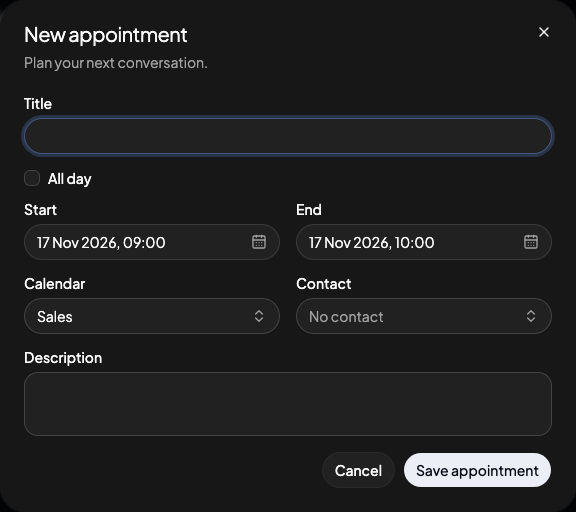 New appointment
Plan your next conversation.
Title
All day
Start
End
17 Nov 2026, 09:00
17 Nov 2026, 10:00
Calendar
Contact
Sales
No contact
Description
Cancel
Save appointment